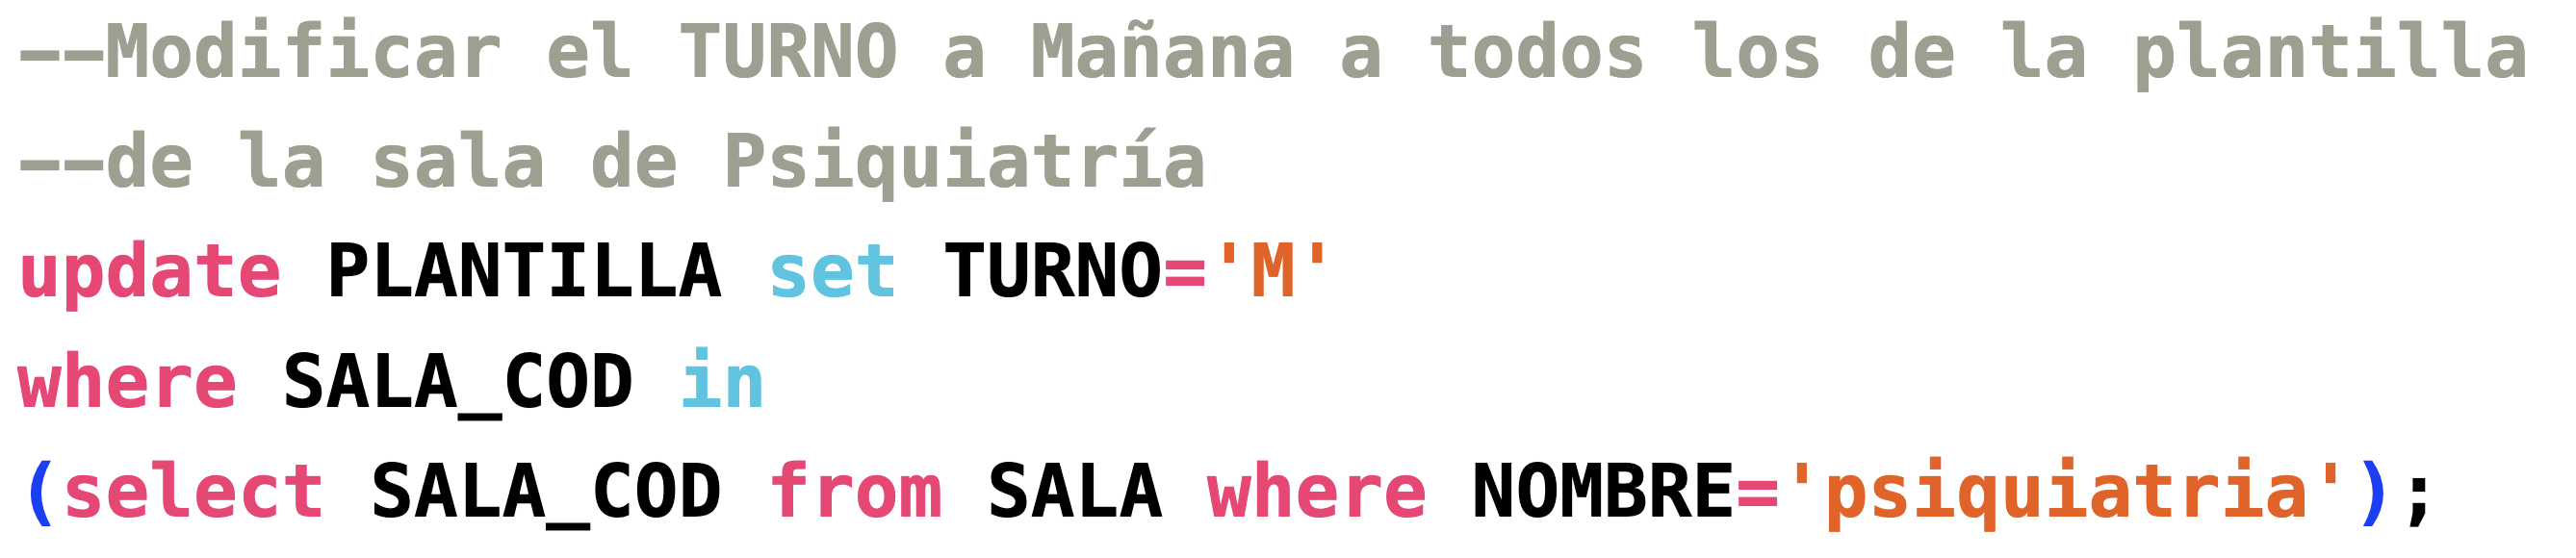 --Modificar el TURNO a Mañana a todos los de la plantilla
--de la sala de Psiquiatría
update PLANTILLA set TURNO='M'
where SALA_COD in
(select SALA_COD from SALA where NOMBRE='psiquiatria');